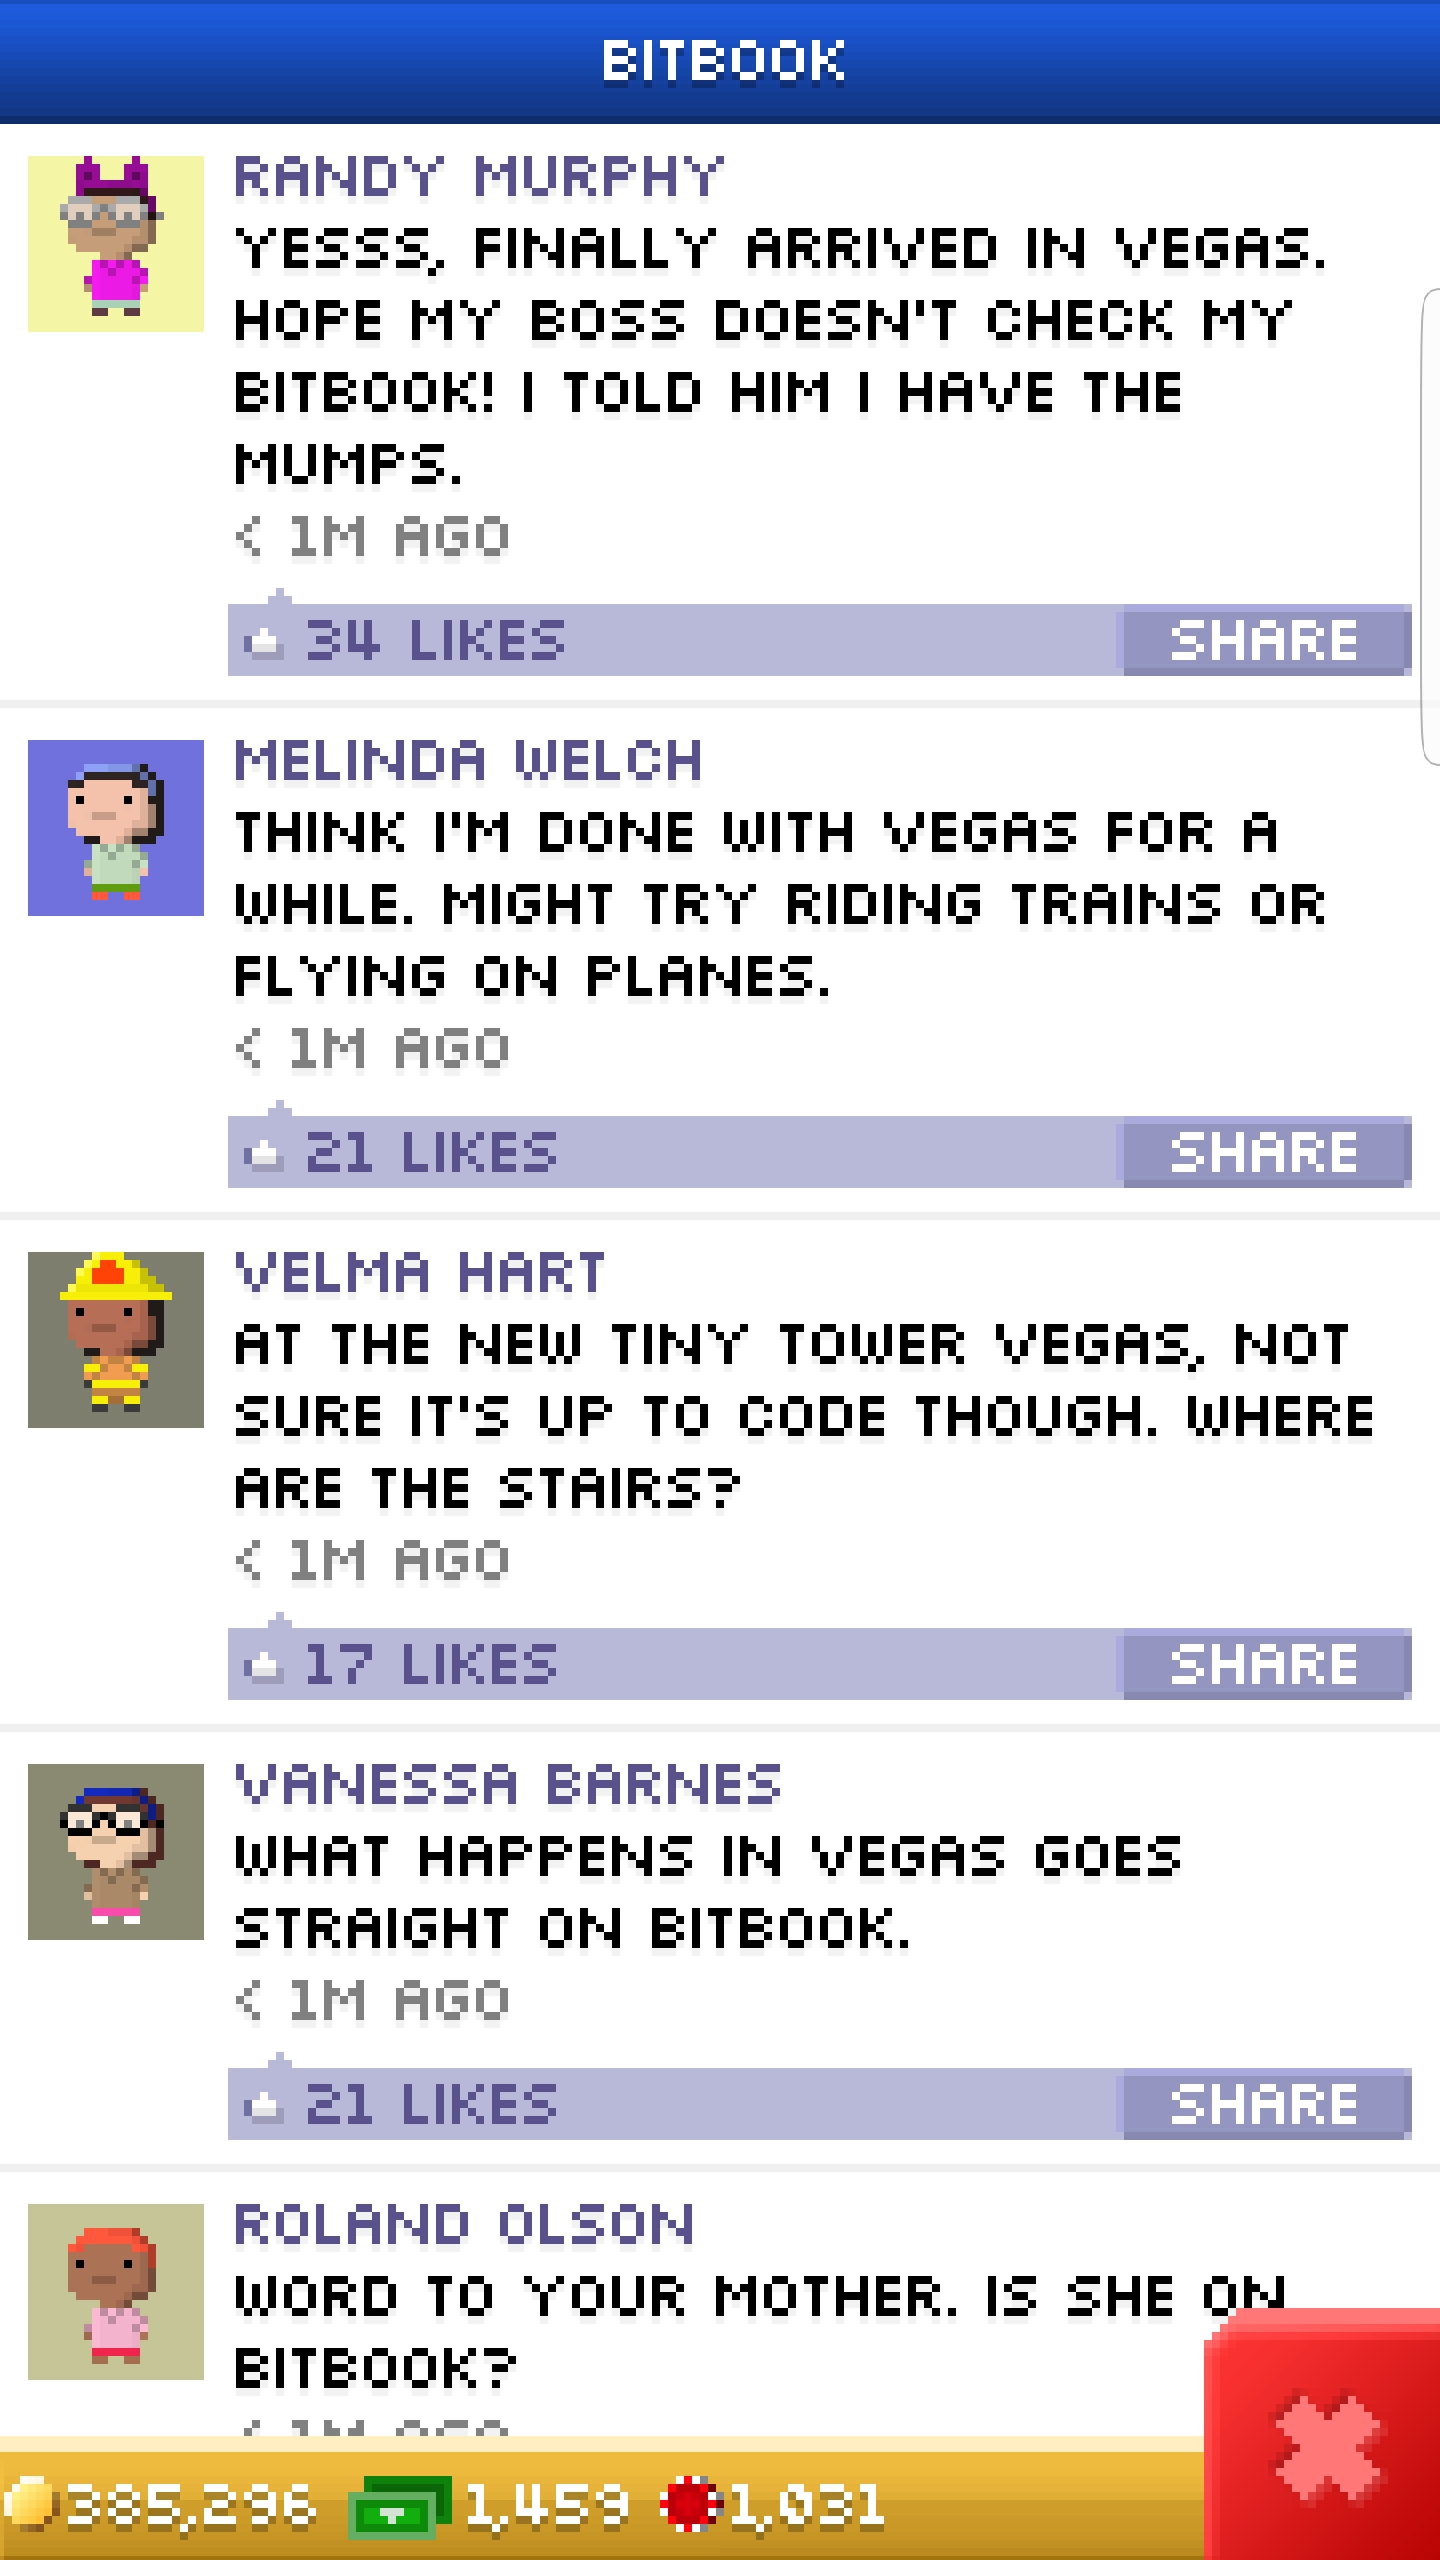 BITBOOK
RANDY MURPHY
YESSS, FINALLY ARRIVED IN VEGAS.
HOPE MY BOSS DOESN'T CHECK MY
BITBOOK! I TOLD HIM I HAVE THE
MUMPS.
< 1M AGO
34 LIKES
SHARE
MELINDA WELCH
THINK I'M DONE WITH VEGAS FOR A
WHILE. MIGHT TRY RIDING TRAINS OR
FLYING ON PLANES.
< 1M AGO
21 LIKES
SHARE
VELMA HART
AT THE NEW TINY TOWER VEGAS, NOT
SURE IT'S UP TO CODE THOUGH. WHERE
ARE THE STAIRS?
< 1M AGO
17 LIKES
SHARE
VANESSA BARNES
WHAT HAPPENS IN VEGAS GOES
STRAIGHT ON BITBOOK.
< 1M AGO
21 LIKES
SHARE
ROLAND OLSON
WORD TO YOUR MOTHER. IS SHE ON
BITBOOK?
< 1M AGO
385,296 1,459 1,031